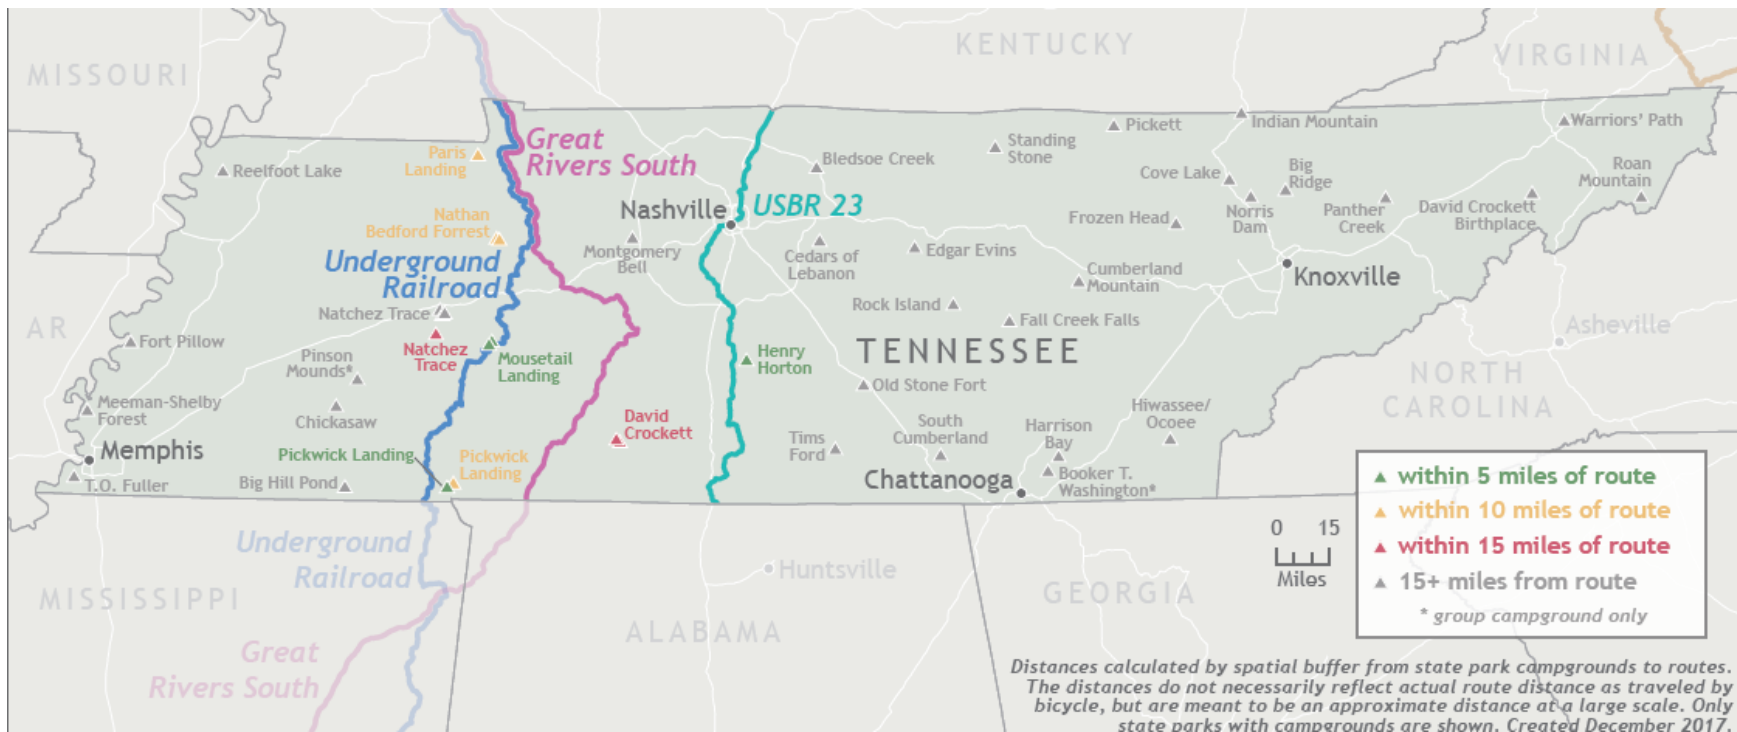 MISSOURI
KENTUCKY
VIRGINIA
Great
Rivers South
Paris
Landing
Reelfoot Lake
Nathan
Bedford Forrest
Underground
Railroad
Nashville
USBR 23
Bledsoe Creek
Standing
Stone
Pickett
Indian Mountain
Warriors' Path
Cove Lake
Big
Ridge
Roan
Mountain
Norris
Dam
Panther
Creek
David Crockett
Birthplace
Frozen Head
Montgomery
Bell
Cedars of
Lebanon
Edgar Evins
Cumberland
Mountain
Knoxville
Natchez Trace
Rock Island
Fall Creek Falls
AR
Fort Pillow
Natchez
Trace
Mousetail
Landing
Henry
Horton
TENNESSEE
Asheville
Pinson
Mounds*
Old Stone Fort
NORTH
CAROLINA
Meeman-Shelby
Forest
Chickasaw
David
Crockett
South
Cumberland
Harrison
Bay
Hiwassee/
Ocoee
Memphis
Pickwick Landing
Pickwick
Landing
Tims
Ford
T.O. Fuller
Big Hill Pond
Chattanooga
Booker T.
Washington*
within 5 miles of route
within 10 miles of route
within 15 miles of route
15+ miles from route
* group campground only
0 15
Miles
Underground
Railroad
MISSISSIPPI
Huntsville
ALABAMA
GEORGIA
Great
Rivers South
Distances calculated by spatial buffer from state park campgrounds to routes.
The distances do not necessarily reflect actual route distance as traveled by
bicycle, but are meant to be an approximate distance at a large scale. Only
state parks with campgrounds are shown. Created December 2017.